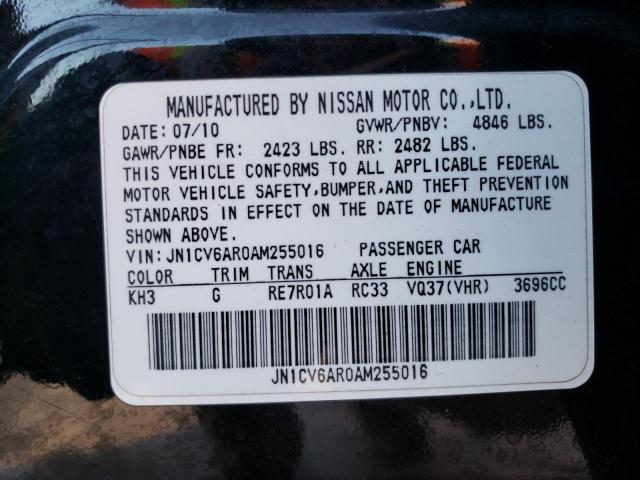 MANUFACTURED BY NISSAN MOTOR CO.,LTD.
DATE: 07/10 GVWR/PNBV: 4846 LBS.
GAWR/PNBE FR: 2423 LBS. RR: 2482 LBS.
THIS VEHICLE CONFORMS TO ALL APPLICABLE FEDERAL
MOTOR VEHICLE SAFETY,BUMPER,AND THEFT PREVENTION
STANDARDS IN EFFECT ON THE DATE OF MANUFACTURE
SHOWN ABOVE.
VIN: JN1CV6AR0AM255016 PASSENGER CAR
COLOR TRIM TRANS AXLE ENGINE
KH3 G RE7R01A RC33 VQ37(VHR) 3696CC
JN1CV6AR0AM255016